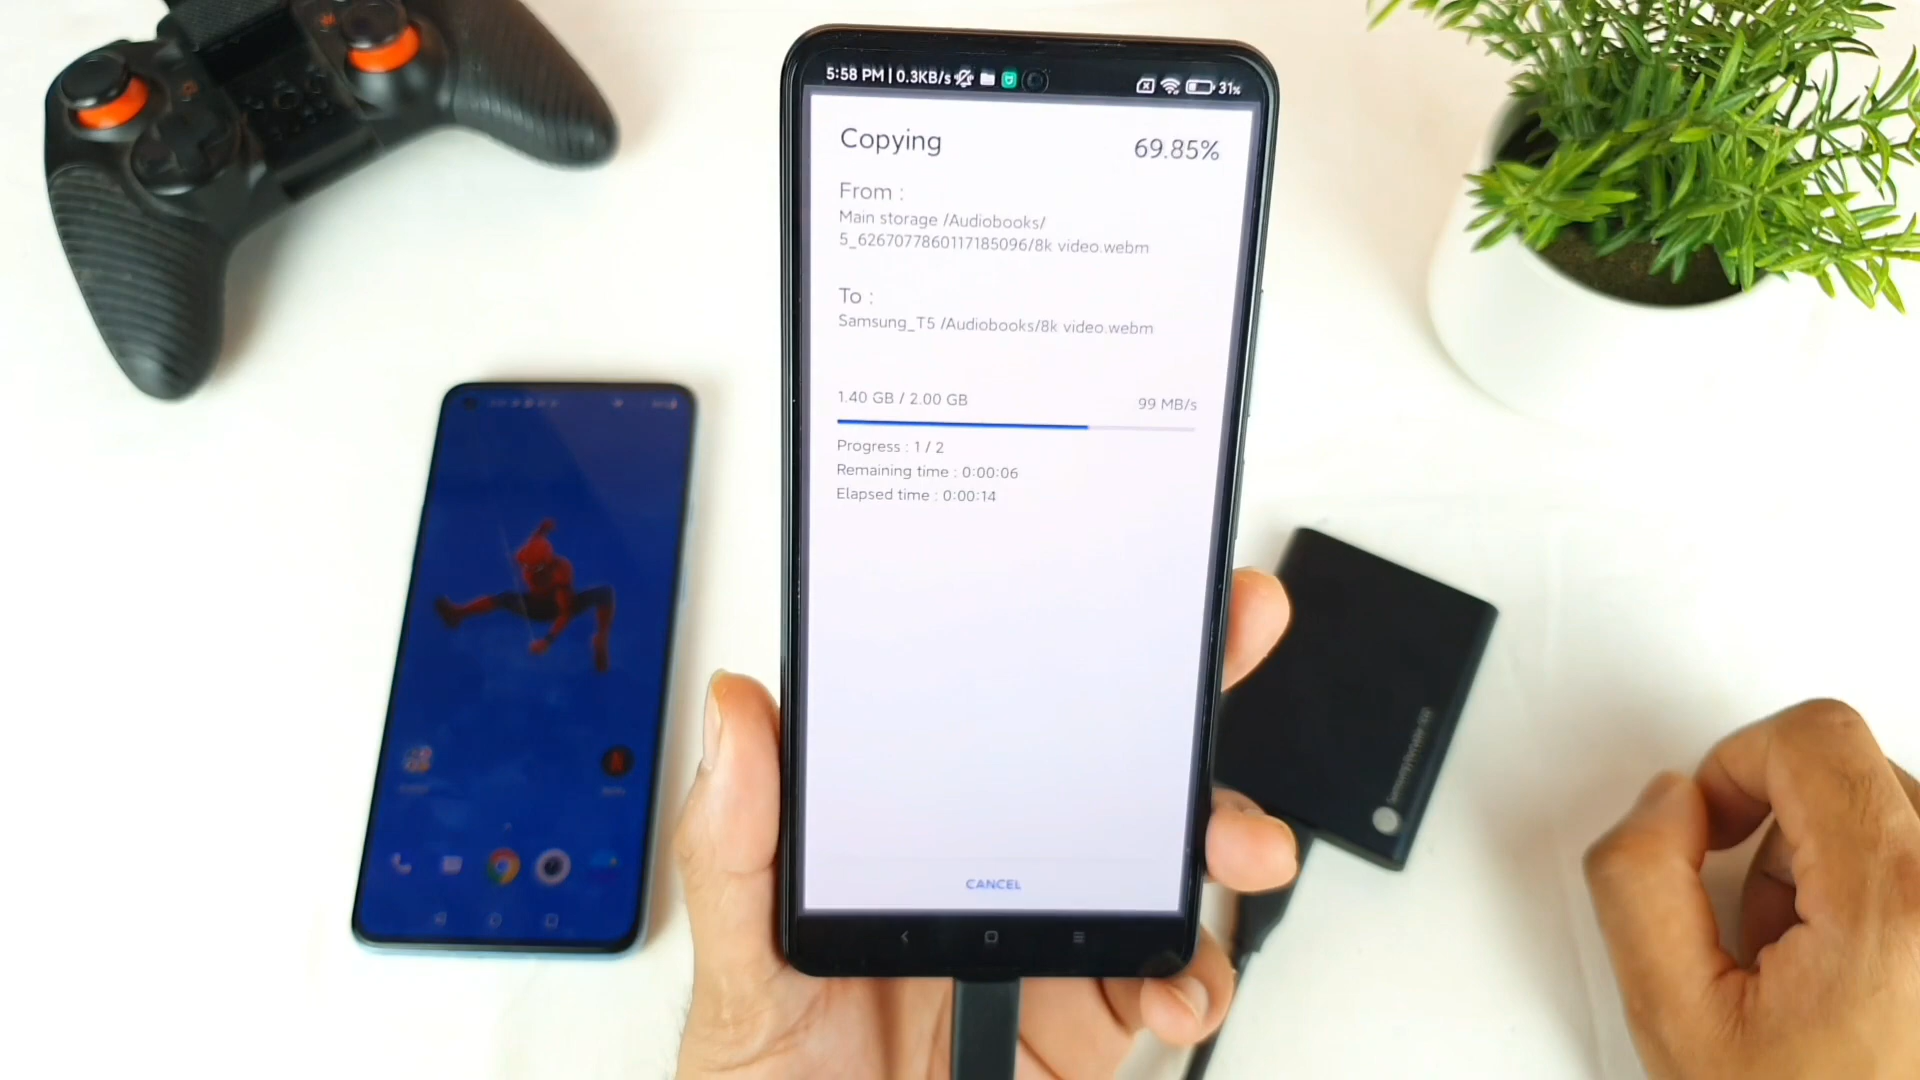 5:58 PM | 0.3KB/s
31%
Copying
69.85%
From :
Main storage /Audiobooks/
5_6267077860117185096/8k video.webm
To :
Samsung_T5 /Audiobooks/8k video.webm
1.40 GB / 2.00 GB
99 MB/s
Progress : 1 / 2
Remaining time : 0:00:06
Elapsed time : 0:00:14
CANCEL